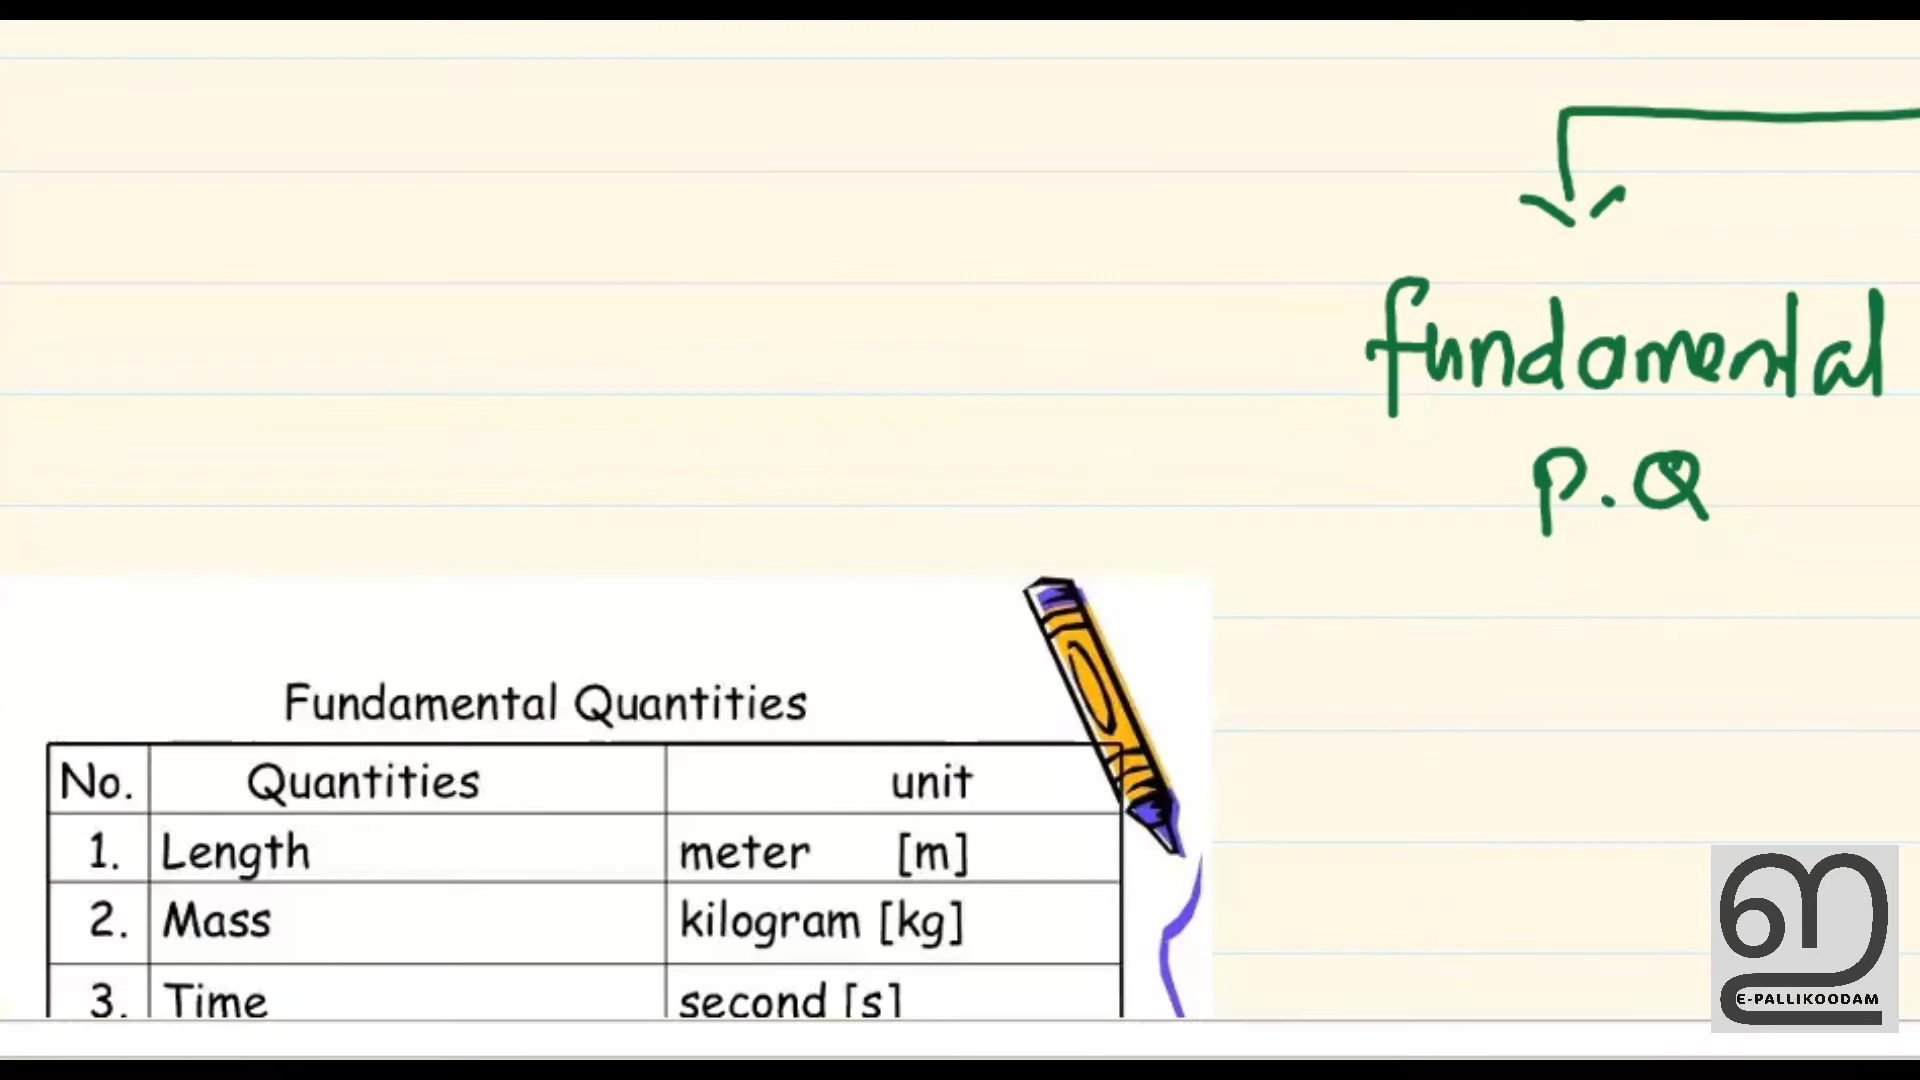 fundamental
P.Q
Fundamental Quantities
No. Quantities unit
1. Length meter [m]
2. Mass kilogram [kg]
3. Time second [s]
ഈ
E-PALLIKOODAM